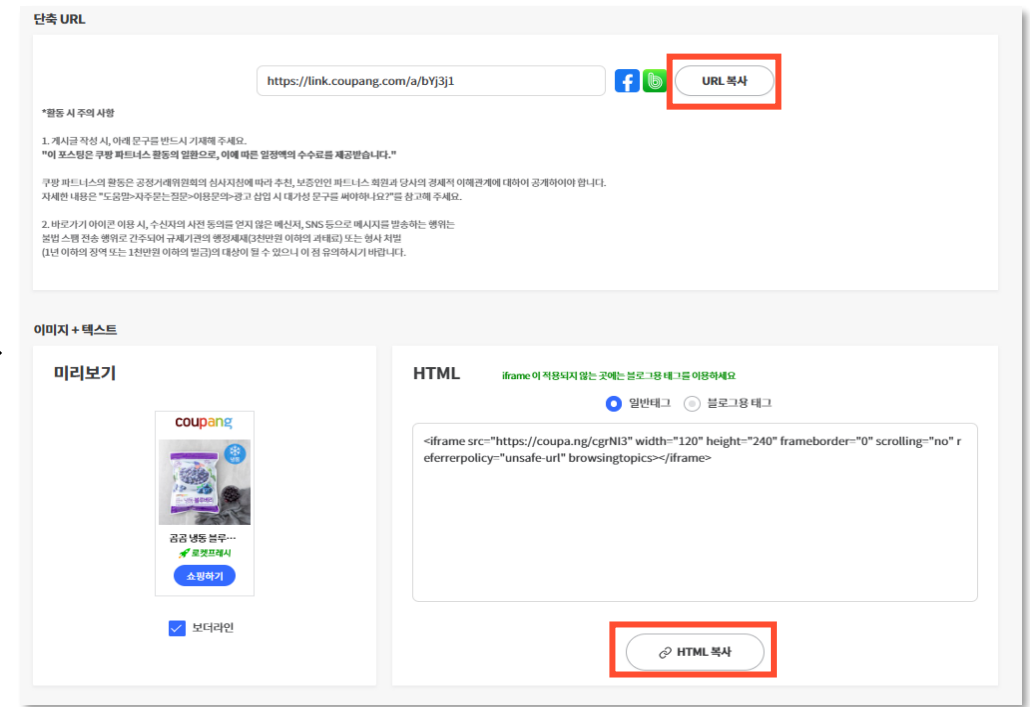 단축 URL
https://link.coupang.com/a/bYj3j1
URL 복사
*활동 시 주의 사항
1. 게시글 작성 시, 아래 문구를 반드시 기재해 주세요.
"이 포스팅은 쿠팡 파트너스 활동의 일환으로, 이에 따른 일정액의 수수료를 제공받습니다."
쿠팡 파트너스의 활동은 공정거래위원회의 심사지침에 따라 추천, 보증인인 파트너스 회원과 당사의 경제적 이해관계에 대하여 공개하여야 합니다.
자세한 내용은 "도움말>자주묻는질문>이용문의>광고 삽입 시 대가성 문구를 써야하나요?"를 참고해 주세요.
2. 바로가기 아이콘 이용 시, 수신자의 사전 동의를 얻지 않은 메신저, SNS 등으로 메시지를 발송하는 행위는
불법 스팸 전송 행위로 간주되어 규제기관의 행정제재(3천만원 이하의 과태료) 또는 형사 처벌
(1년 이하의 징역 또는 1천만원 이하의 벌금)의 대상이 될 수 있으니 이 점 유의하시기 바랍니다.
이미지 + 텍스트
미리보기
coupang
곰곰 냉동 블루…
로켓프레시
쇼핑하기
보더라인
HTML
iframe 이 적용되지 않는 곳에는 블로그용 태그를 이용하세요
일반태그 블로그용 태그
<iframe src="https://coupa.ng/cgrNI3" width="120" height="240" frameborder="0" scrolling="no" r
eferrerpolicy="unsafe-url" browsingtopics></iframe>
HTML 복사